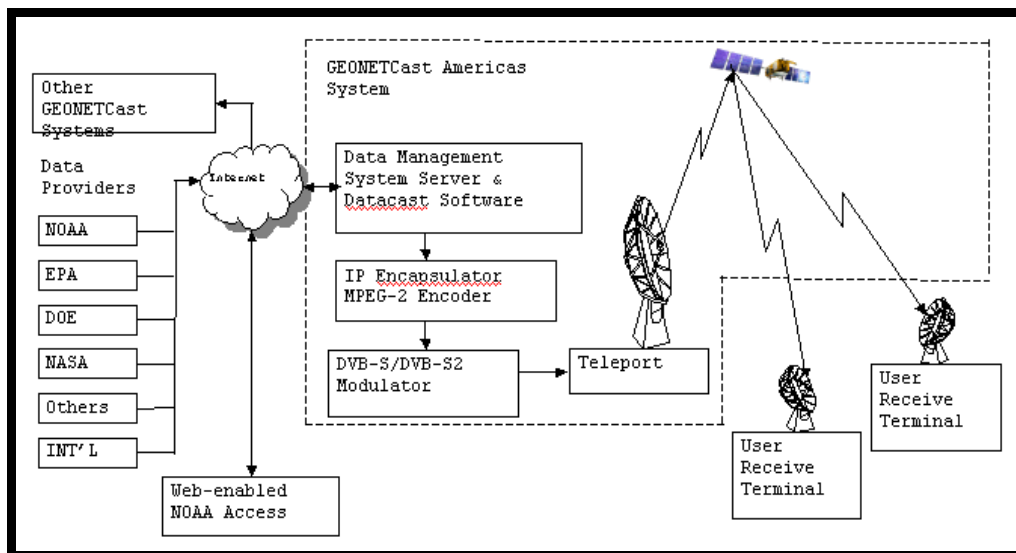 GEONETCast Americas
System
Other
GEONETCast
Systems
Data
Providers
Internet
Data Management
System Server &
Datacast Software
NOAA
EPA
IP Encapsulator
MPEG-2 Encoder
DOE
NASA
DVB-S/DVB-S2
Modulator
Teleport
User
Receive
Terminal
Others
INT'L
User
Receive
Terminal
Web-enabled
NOAA Access